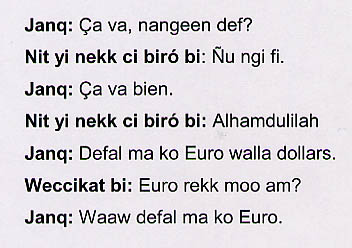 Janq: Ça va, nangeen def?
Nit yi nekk ci biró bi: Ñu ngi fi.
Janq: Ça va bien.
Nit yi nekk ci biró bi: Alhamdulilah
Janq: Defal ma ko Euro walla dollars.
Weccikat bi: Euro rekk moo am?
Janq: Waaw defal ma ko Euro.